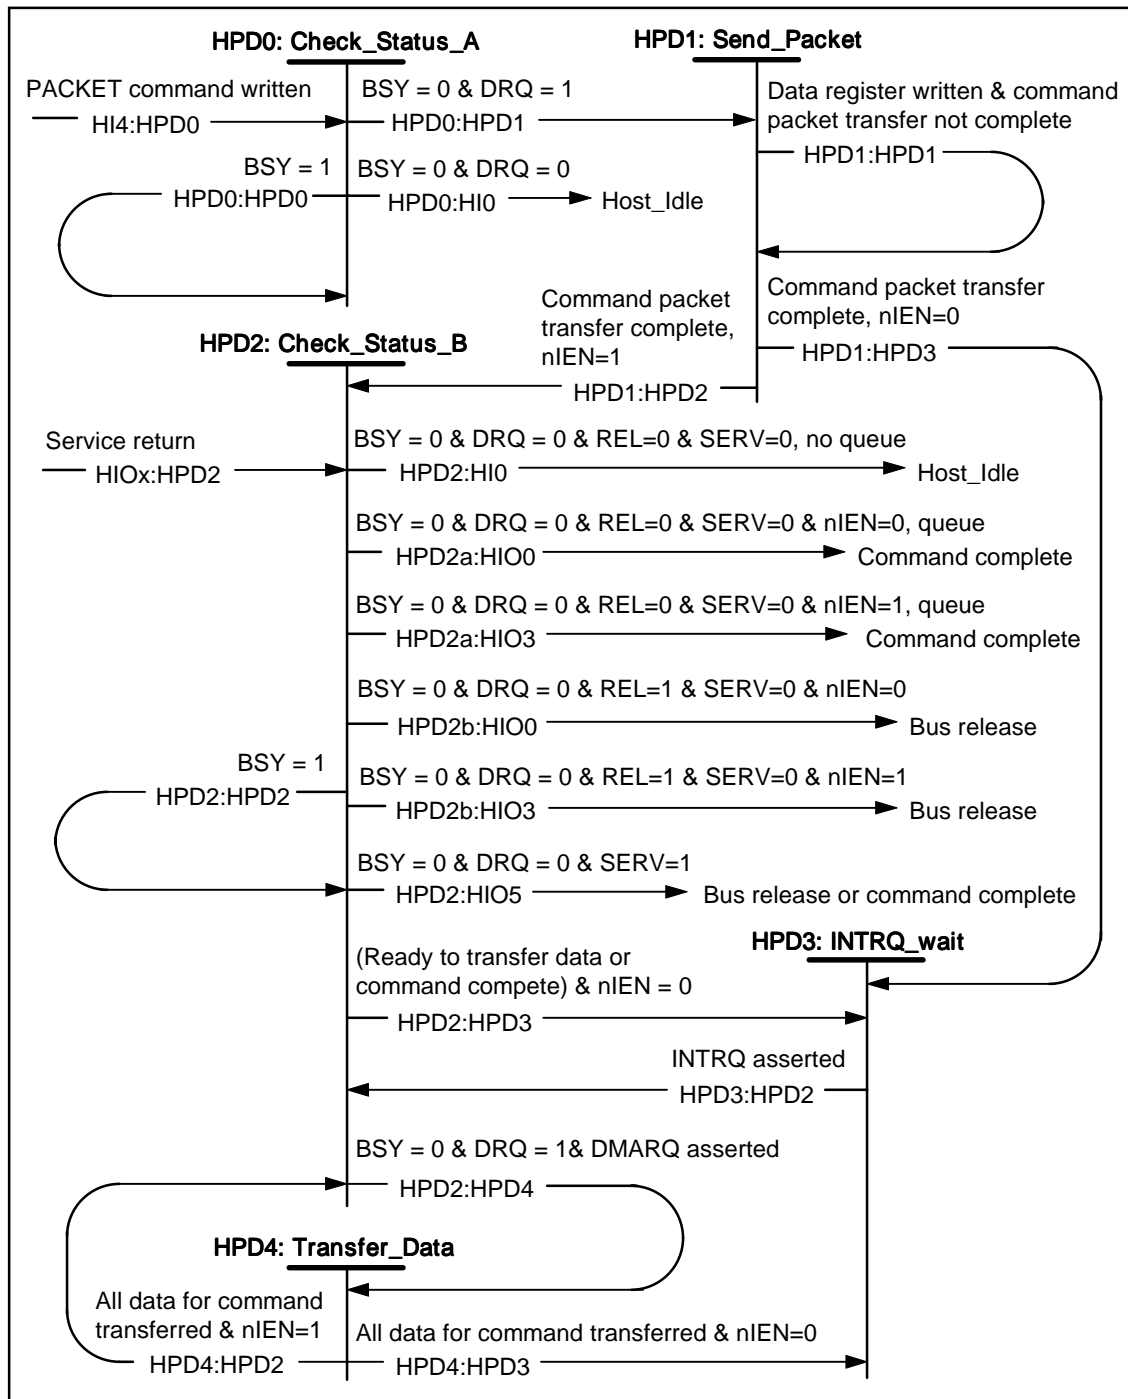 HPD0: Check_Status_A
HPD1: Send_Packet
PACKET command written
HI4:HPD0
BSY = 0 & DRQ = 1
HPD0:HPD1
Data register written & command
packet transfer not complete
HPD1:HPD1
BSY = 1
HPD0:HPD0
BSY = 0 & DRQ = 0
HPD0:HI0
Host_Idle
Command packet
transfer complete,
nIEN=1
HPD1:HPD2
Command packet transfer
complete, nIEN=0
HPD1:HPD3
HPD2: Check_Status_B
Service return
HIOx:HPD2
BSY = 0 & DRQ = 0 & REL=0 & SERV=0, no queue
HPD2:HI0
Host_Idle
BSY = 0 & DRQ = 0 & REL=0 & SERV=0 & nIEN=0, queue
HPD2a:HIO0
Command complete
BSY = 0 & DRQ = 0 & REL=0 & SERV=0 & nIEN=1, queue
HPD2a:HIO3
Command complete
BSY = 0 & DRQ = 0 & REL=1 & SERV=0 & nIEN=0
HPD2b:HIO0
Bus release
BSY = 1
HPD2:HPD2
BSY = 0 & DRQ = 0 & REL=1 & SERV=0 & nIEN=1
HPD2b:HIO3
Bus release
BSY = 0 & DRQ = 0 & SERV=1
HPD2:HIO5
Bus release or command complete
HPD3: INTRQ_wait
(Ready to transfer data or
command compete) & nIEN = 0
HPD2:HPD3
INTRQ asserted
HPD3:HPD2
BSY = 0 & DRQ = 1& DMARQ asserted
HPD2:HPD4
HPD4: Transfer_Data
All data for command
transferred & nIEN=1
HPD4:HPD2
All data for command transferred & nIEN=0
HPD4:HPD3